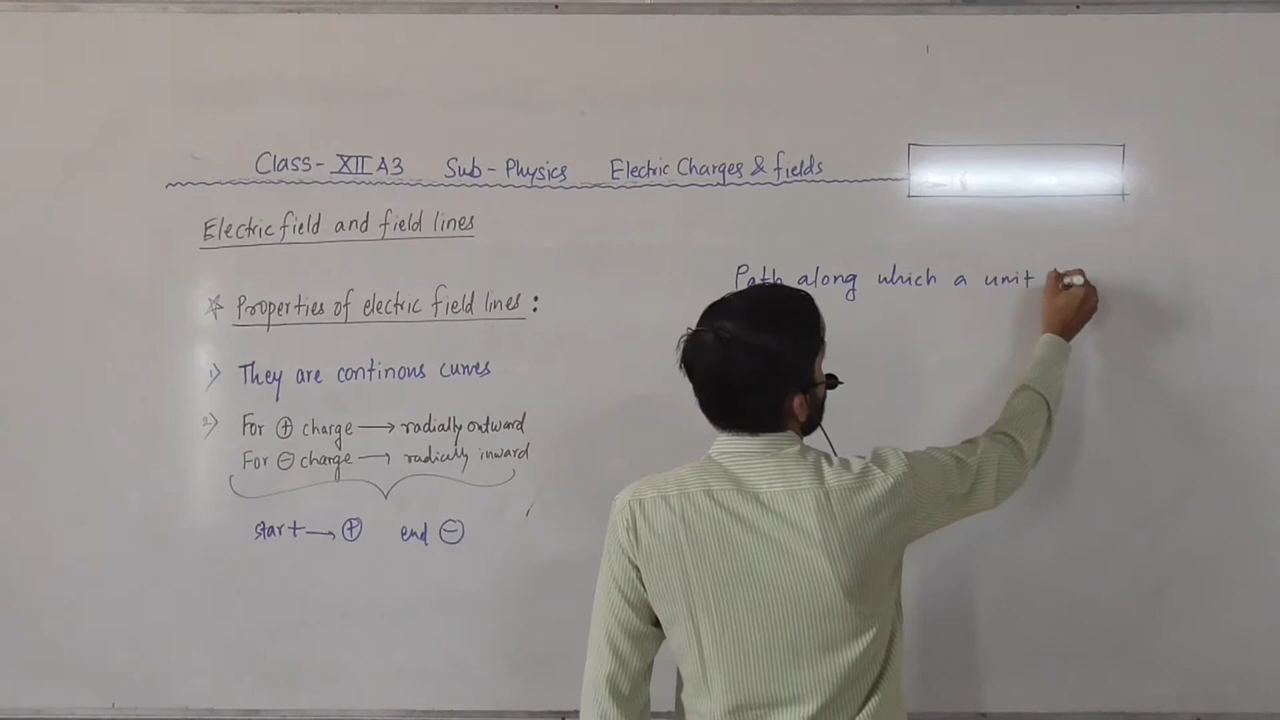 Class - XII A3 Sub - Physics Electric Charges & fields
Electric field and field lines
Path along which a unit
☆ Properties of electric field lines :
1) They are continous curves
2) For ⊕ charge → radially outward
For ⊖ charge → radially inward
start → ⊕ end ⊖